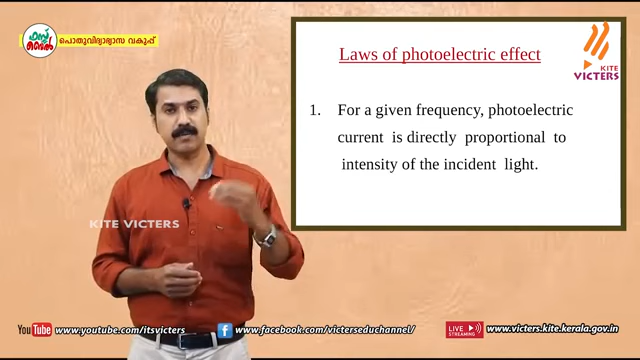 ഫസ്റ്റ്
ബെൽ
പൊതുവിദ്യാഭ്യാസ വകുപ്പ്
KITE
VICTERS
Laws of photoelectric effect
1. For a given frequency, photoelectric
current is directly proportional to
intensity of the incident light.
KITE VICTERS
YouTube www.youtube.com/itsvicters
f www.facebook.com/victerseduchannel/
LIVE
STREAMING
www.victers.kite.kerala.gov.in